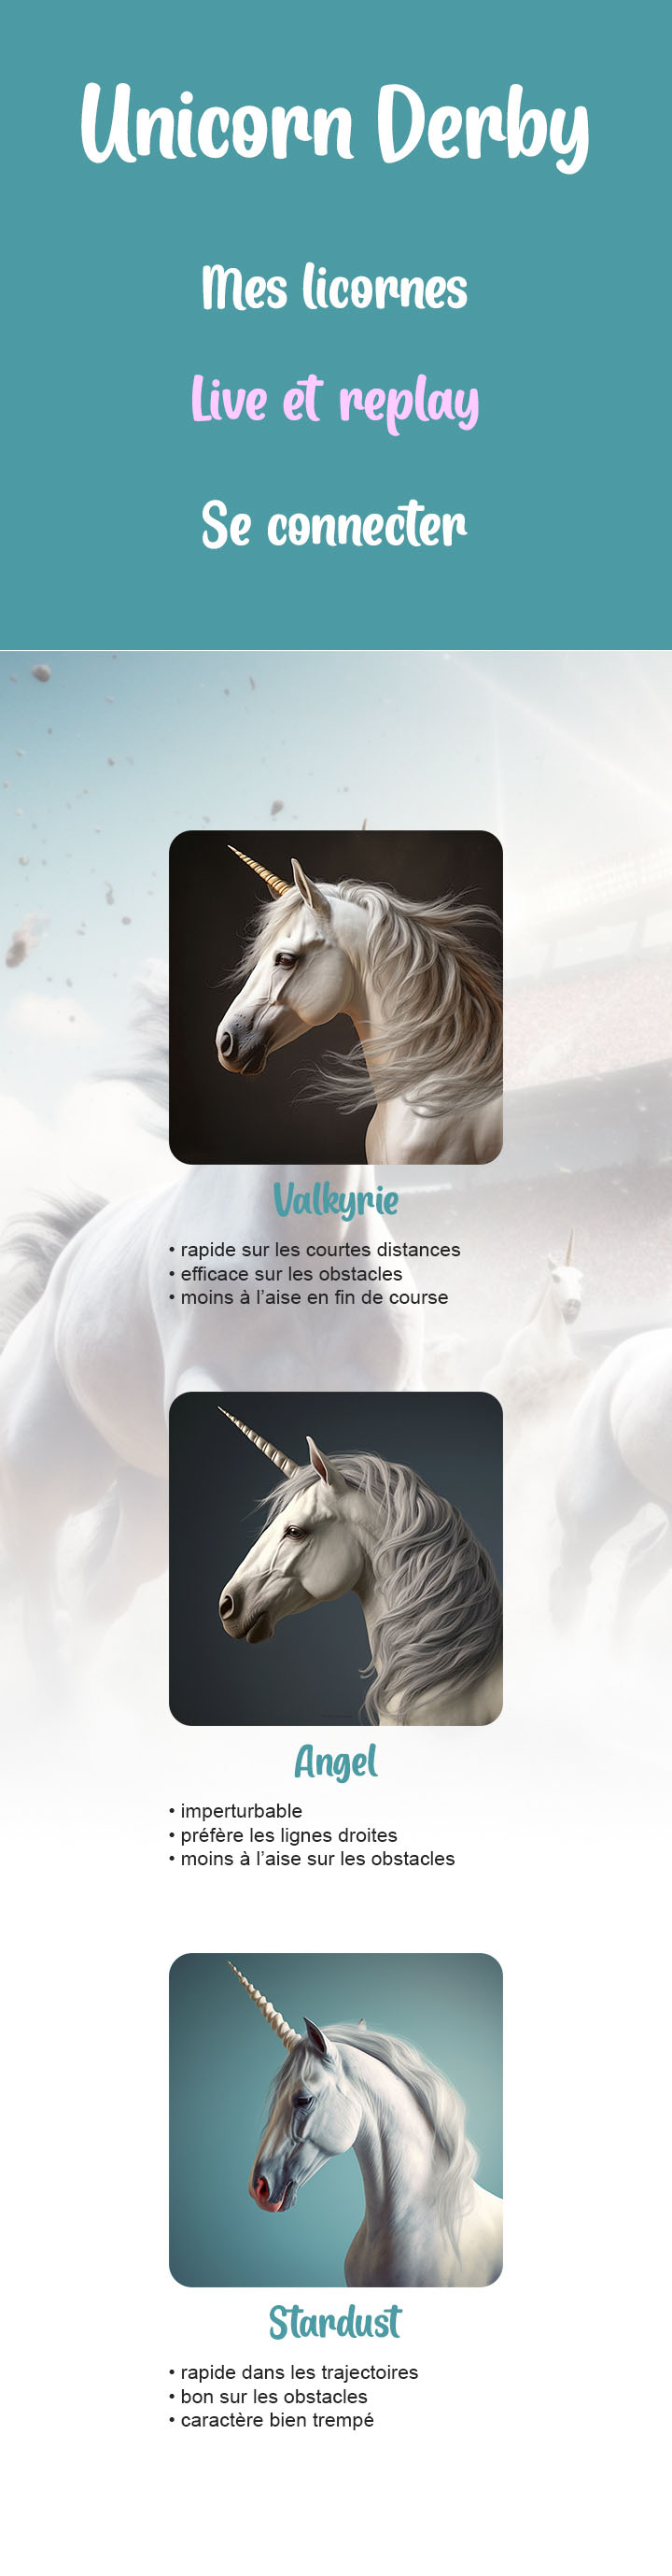 Unicorn Derby
Mes licornes
Live et replay
Se connecter
Valkyrie
• rapide sur les courtes distances
• efficace sur les obstacles
• moins à l’aise en fin de course
Angel
• imperturbable
• préfère les lignes droites
• moins à l’aise sur les obstacles
Stardust
• rapide dans les trajectoires
• bon sur les obstacles
• caractère bien trempé